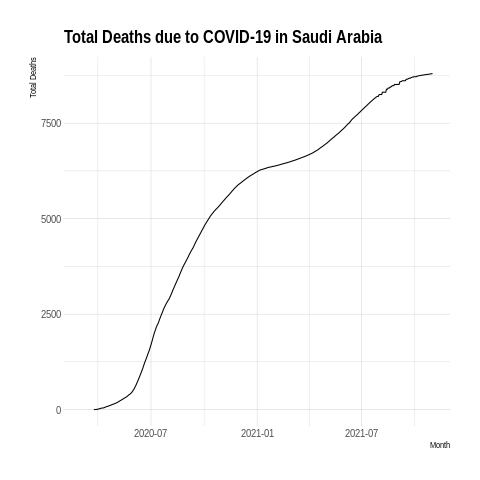 Total Deaths due to COVID-19 in Saudi Arabia
Total Deaths
7500
5000
2500
0
2020-07 2021-01 2021-07
Month